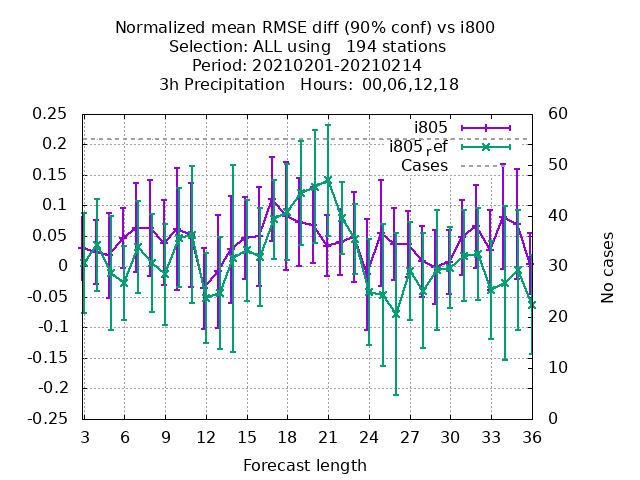 Normalized mean RMSE diff (90% conf) vs i800
Selection: ALL using   194 stations
Period: 20210201-20210214
3h Precipitation   Hours: 00,06,12,18
0.25
0.2
0.15
0.1
0.05
0
-0.05
-0.1
-0.15
-0.2
-0.25
i805
i805ref
Cases
60
50
40
30
20
10
0
No cases
3 6 9 12 15 18 21 24 27 30 33 36
Forecast length